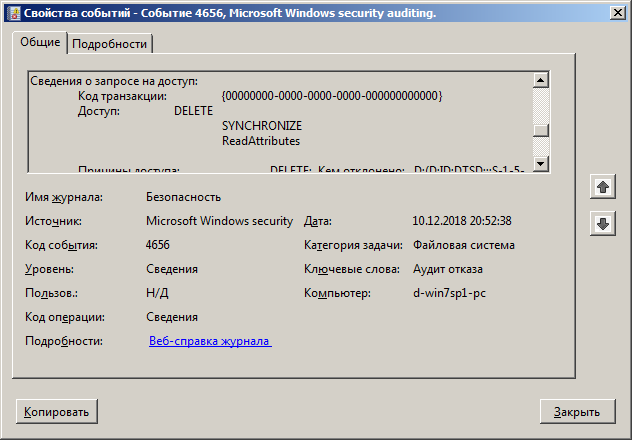 Свойства событий - Событие 4656, Microsoft Windows security auditing.
Общие Подробности
Сведения о запросе на доступ:
Код транзакции: {00000000-0000-0000-0000-000000000000}
Доступ: DELETE
SYNCHRONIZE
ReadAttributes
Причины доступа: DELETE: Кем отклонено: D:(D;ID;DTSD;;;S-1-5-
Имя журнала: Безопасность
Источник: Microsoft Windows security Дата: 10.12.2018 20:52:38
Код события: 4656 Категория задачи: Файловая система
Уровень: Сведения Ключевые слова: Аудит отказа
Пользов.: Н/Д Компьютер: d-win7sp1-pc
Код операции: Сведения
Подробности: Веб-справка журнала
Копировать Закрыть